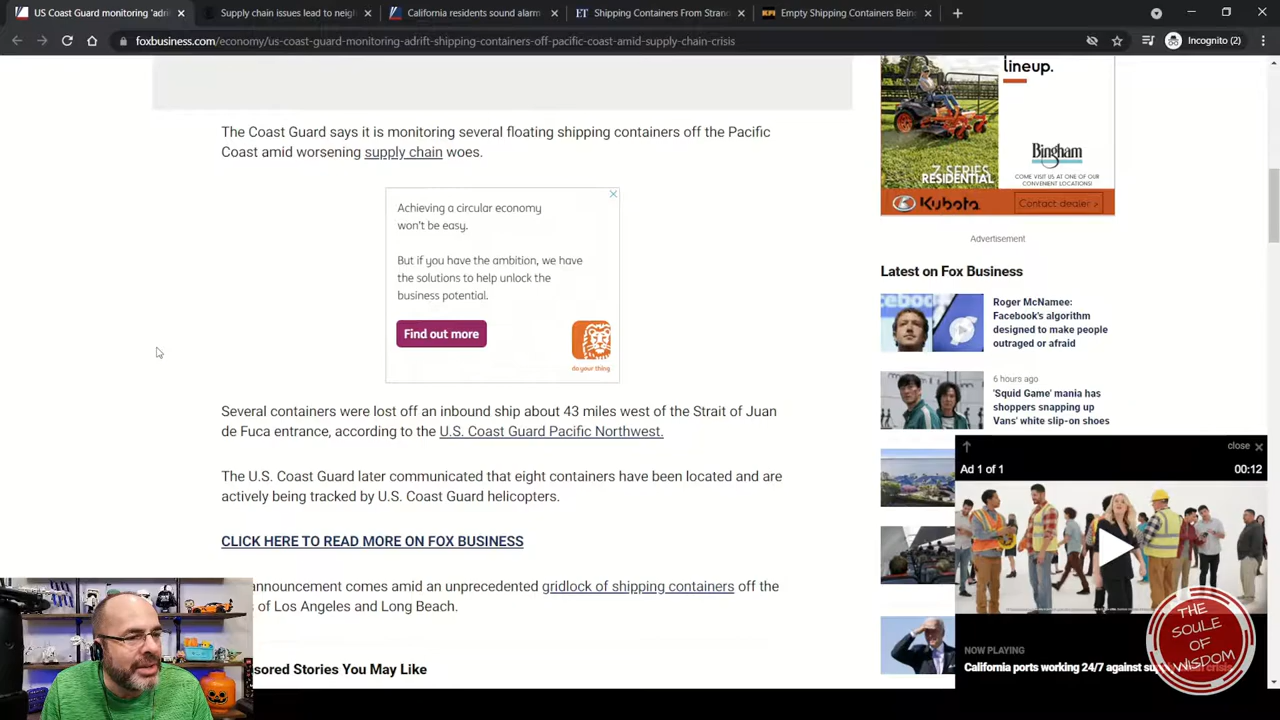 US Coast Guard monitoring 'adri
Supply chain issues lead to neigh
California residents sound alarm
ET Shipping Containers From Strand
KPI Empty Shipping Containers Bein
foxbusiness.com/economy/us-coast-guard-monitoring-adrift-shipping-containers-off-pacific-coast-amid-supply-chain-crisis
Incognito (2)
The Coast Guard says it is monitoring several floating shipping containers off the Pacific
Coast amid worsening supply chain woes.
Achieving a circular economy
won't be easy.
But if you have the ambition, we have
the solutions to help unlock the
business potential.
Find out more
do your thing
Several containers were lost off an inbound ship about 43 miles west of the Strait of Juan
de Fuca entrance, according to the U.S. Coast Guard Pacific Northwest.
The U.S. Coast Guard later communicated that eight containers have been located and are
actively being tracked by U.S. Coast Guard helicopters.
CLICK HERE TO READ MORE ON FOX BUSINESS
announcement comes amid an unprecedented gridlock of shipping containers off the
of Los Angeles and Long Beach.
sored Stories You May Like
lineup.
Z SERIES
RESIDENTIAL
Bingham
COME VISIT US AT ONE OF OUR
CONVENIENT LOCATIONS!
Kubota
Contact dealer >
Advertisement
Latest on Fox Business
Roger McNamee:
Facebook's algorithm
designed to make people
outraged or afraid
6 hours ago
'Squid Game' mania has
shoppers snapping up
Vans' white slip-on shoes
close ×
Ad 1 of 1
00:12
NOW PLAYING
California ports working 24/7 against su
THE
SOULE
OF
WISDOM